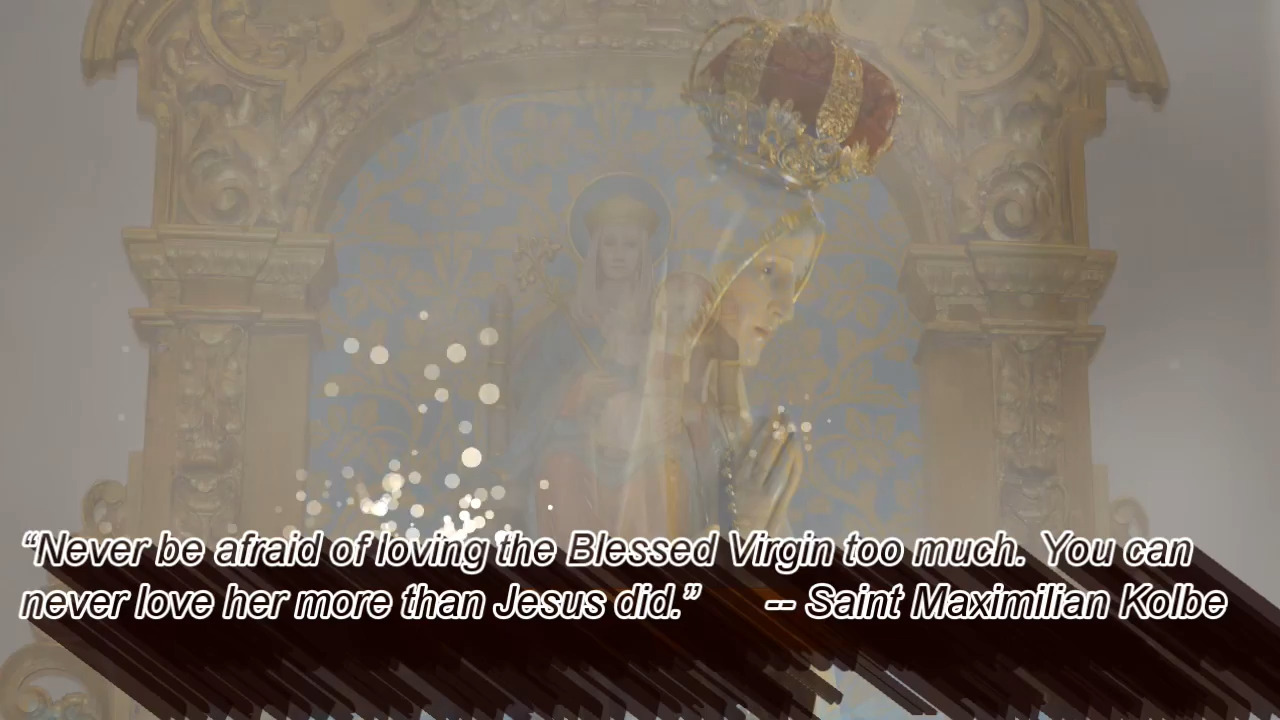 “Never be afraid of loving the Blessed Virgin too much. You can
never love her more than Jesus did.” -- Saint Maximilian Kolbe